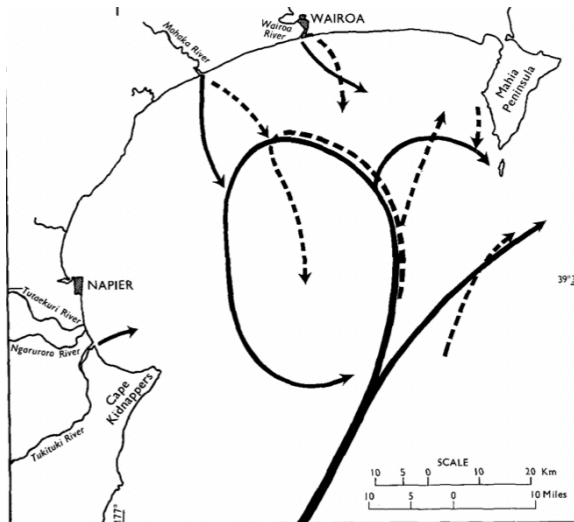 Mohaka River
Wairoa
River
WAIROA
Mahia
Peninsula
NAPIER
39°
Tutaekuri River
Ngaruroro River
Cape
Kidnappers
Tukituki River
177°
SCALE
10 5 0 10 20 Km
10 5 0 10 Miles